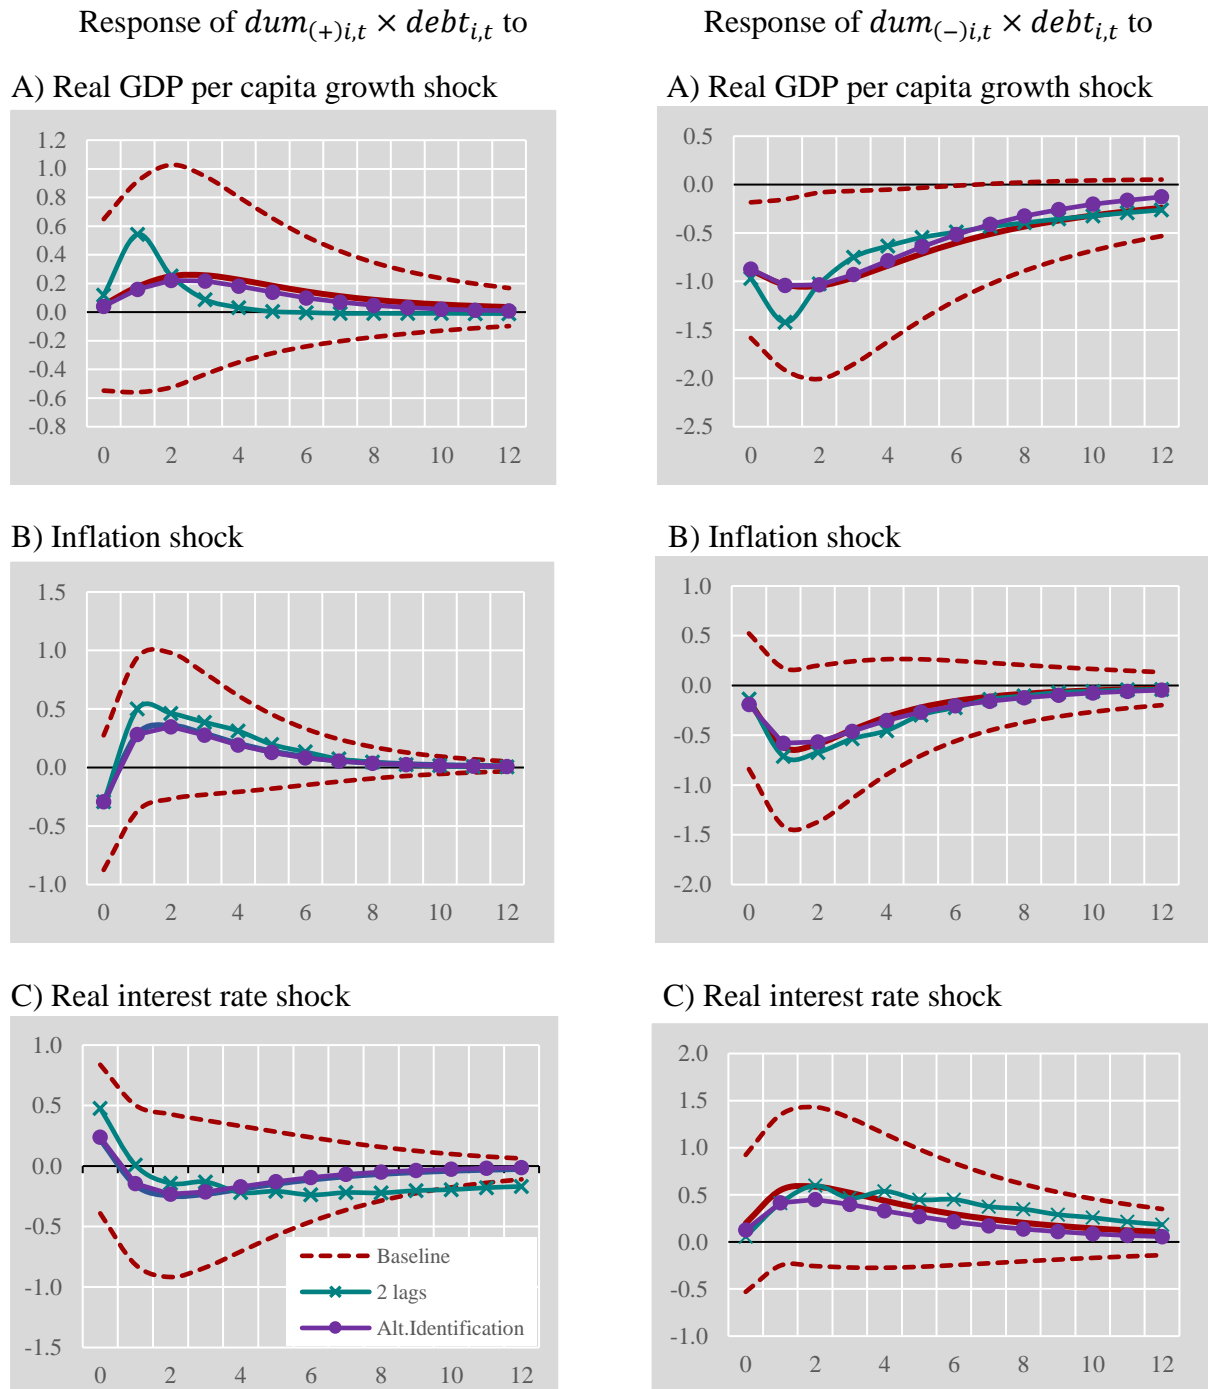 Response of dum(+)i,t × debti,t to
Response of dum(−)i,t × debti,t to
A) Real GDP per capita growth shock
A) Real GDP per capita growth shock
1.2
1.0
0.8
0.6
0.4
0.2
0.0
-0.2
-0.4
-0.6
-0.8
0 2 4 6 8 10 12
0.5
0.0
-0.5
-1.0
-1.5
-2.0
-2.5
0 2 4 6 8 10 12
B) Inflation shock
B) Inflation shock
1.5
1.0
0.5
0.0
-0.5
-1.0
0 2 4 6 8 10 12
1.0
0.5
0.0
-0.5
-1.0
-1.5
-2.0
0 2 4 6 8 10 12
C) Real interest rate shock
C) Real interest rate shock
1.0
0.5
0.0
-0.5
-1.0
-1.5
0 2 4 6 8 10 12
Baseline
2 lags
Alt.Identification
2.0
1.5
1.0
0.5
0.0
-0.5
-1.0
0 2 4 6 8 10 12